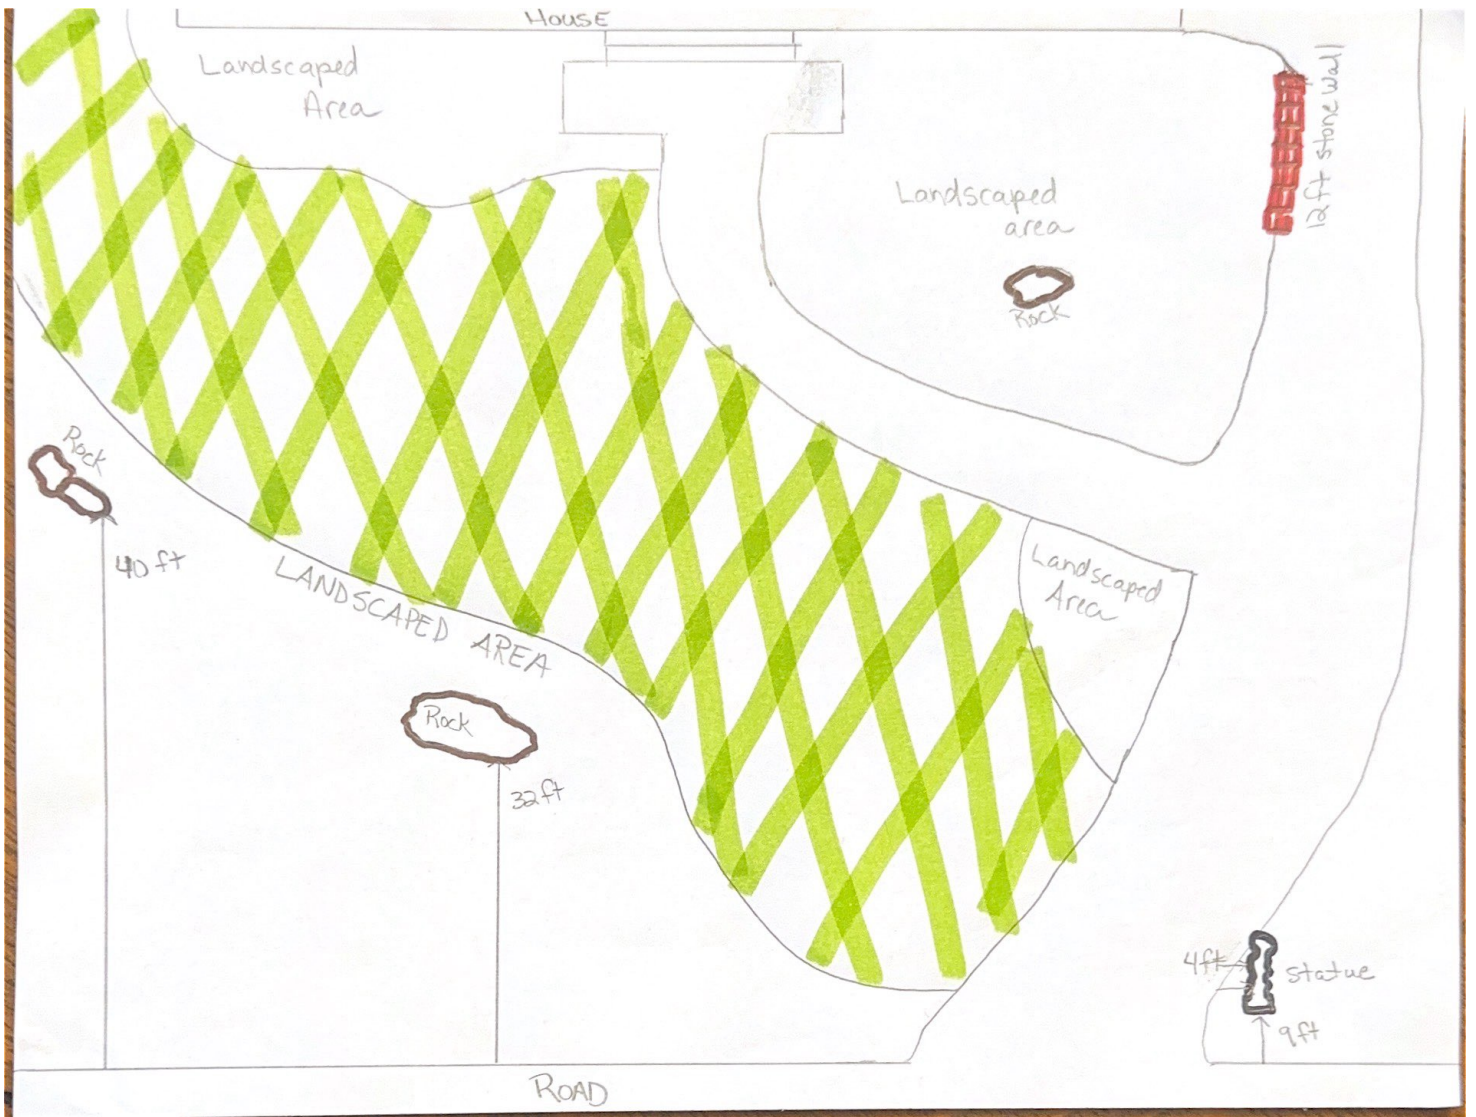 HOUSE
Landscaped
Area
12 ft stone wall
Landscaped
area
Rock
Rock
40 ft
LANDSCAPED AREA
Landscaped
Area
Rock
32 ft
4ft
statue
9ft
ROAD